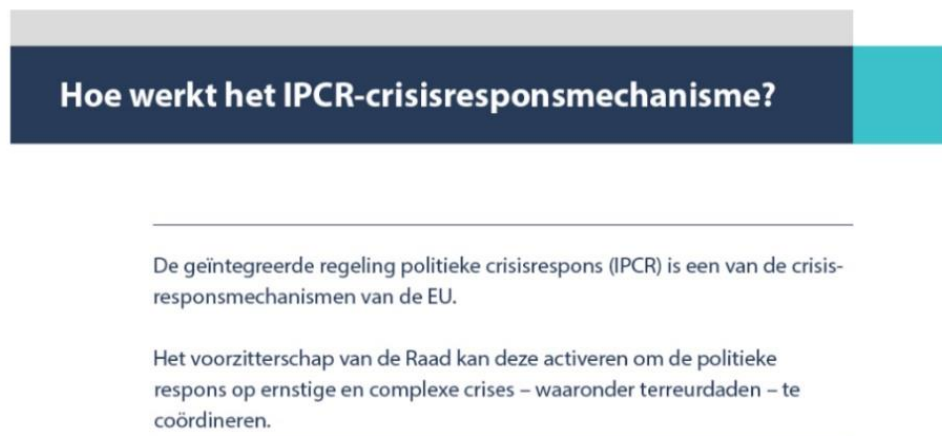 Hoe werkt het IPCR-crisisresponsmechanisme?
De geïntegreerde regeling politieke crisisrespons (IPCR) is een van de crisis-
responsmechanismen van de EU.
Het voorzitterschap van de Raad kan deze activeren om de politieke
respons op ernstige en complexe crises – waaronder terreurdaden – te
coördineren.